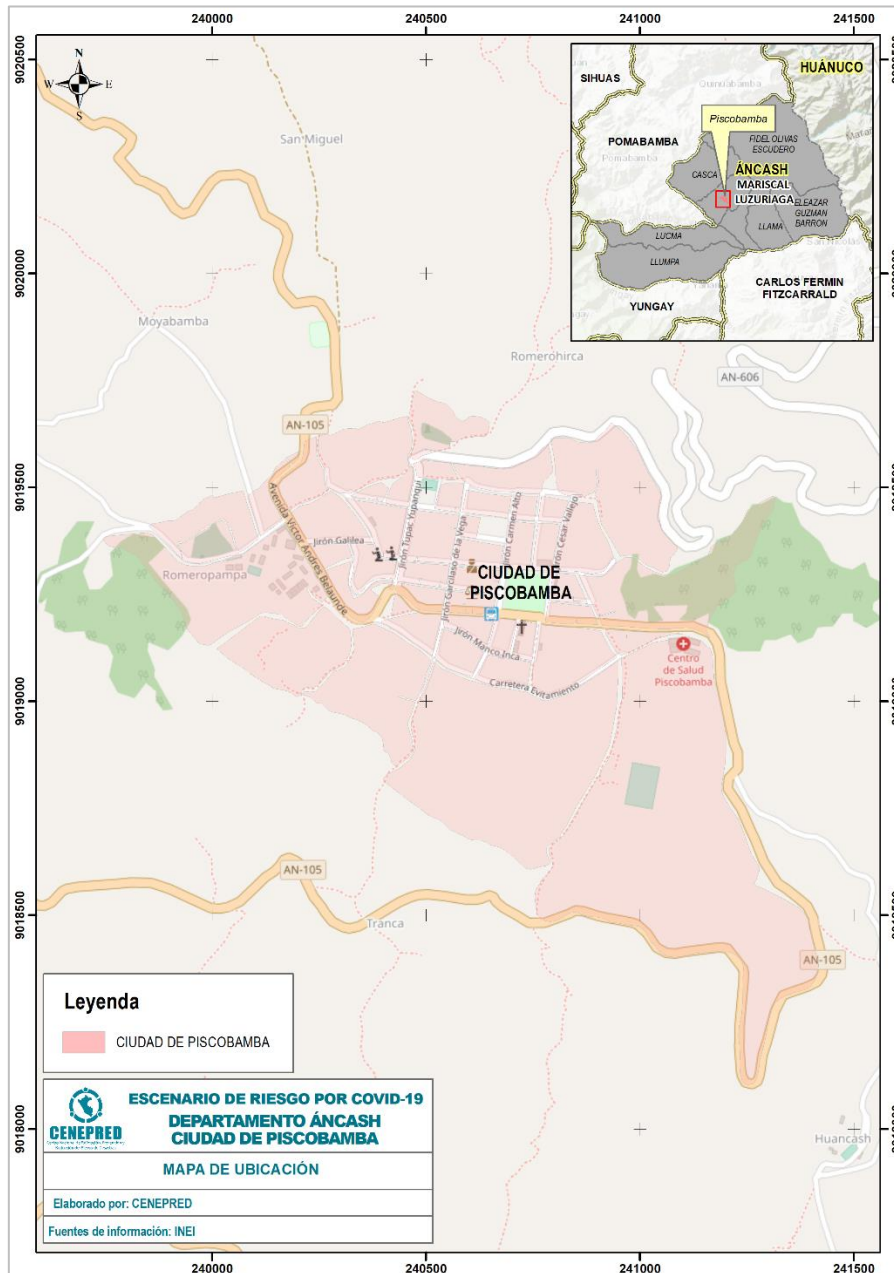 240000
240500
241000
241500
9020500
9020000
9019500
9019000
9018500
9018000
N
W
E
S
San Miguel
Moyabamba
Romerohirca
AN-606
AN-105
Avenida Víctor Andrés Belaunde
Romeropampa
Jirón Galilea
Jirón Tupac Yupanqui
Jirón Garcilaso de la Vega
Jirón Carmen Alto
Jirón Cesar Vallejo
CIUDAD DE
PISCOBAMBA
Jirón Manco Inca
Carretera Evitamiento
Centro
de Salud
Piscobamba
AN-105
Tranca
AN-105
Huancash
HUÁNUCO
SIHUAS
Quinuabamba
Piscobamba
POMABAMBA
Pomabamba
FIDEL OLIVAS
ESCUDERO
CASCA
ÁNCASH
MARISCAL
LUZURIAGA
ELEAZAR
GUZMAN
BARRON
LUCMA
LLAMA
LLUMPA
YUNGAY
CARLOS FERMIN
FITZCARRALD
Leyenda
CIUDAD DE PISCOBAMBA
CENEPRED
ESCENARIO DE RIESGO POR COVID-19
DEPARTAMENTO ÁNCASH
CIUDAD DE PISCOBAMBA
MAPA DE UBICACIÓN
Elaborado por: CENEPRED
Fuentes de información: INEI
240000
240500
241000
241500